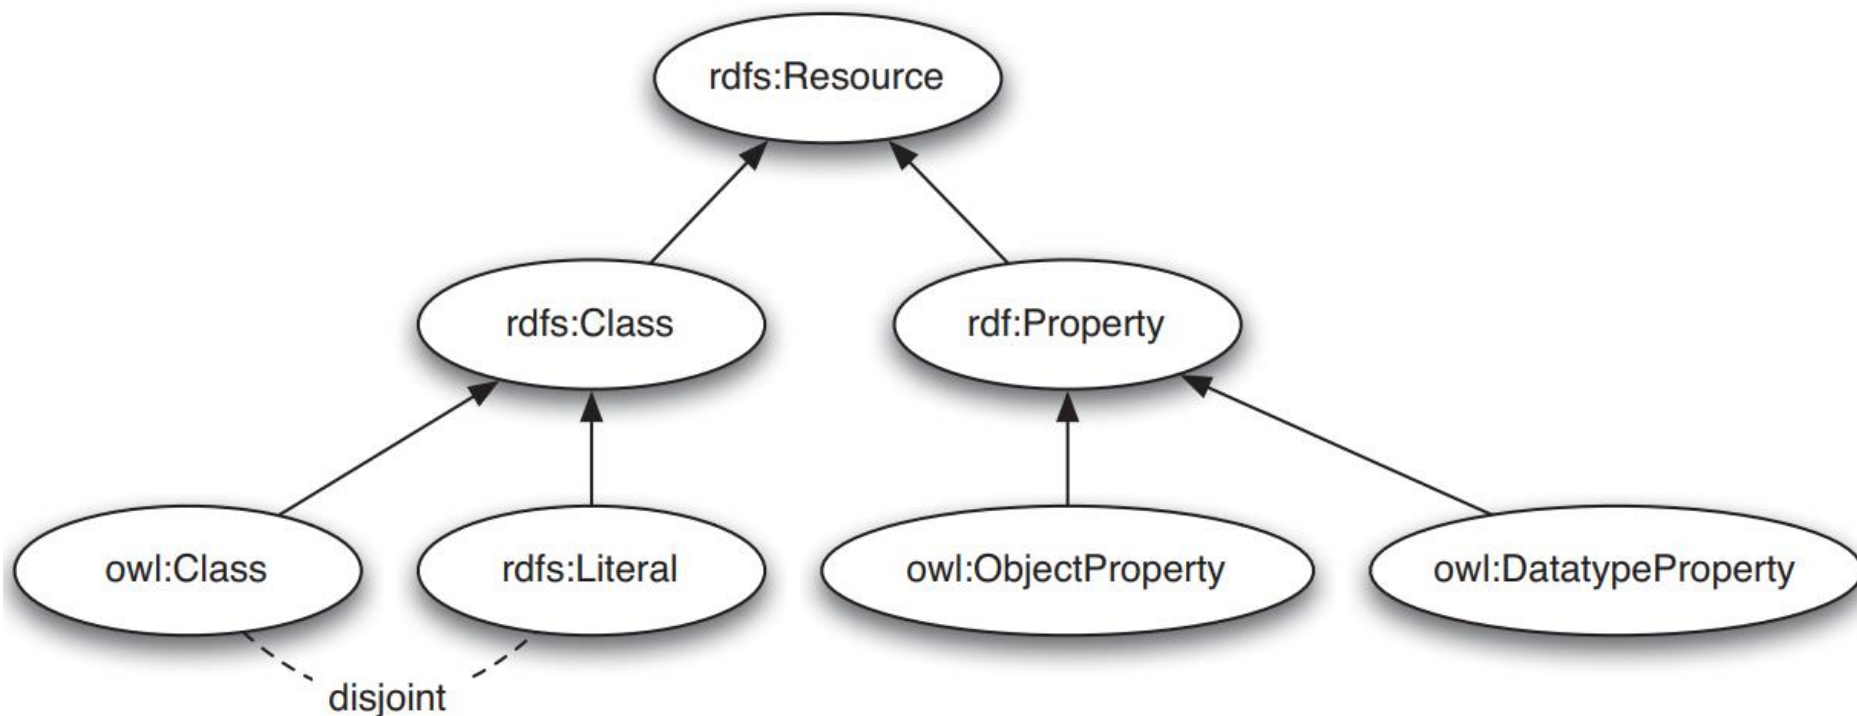 rdfs:Resource
rdfs:Class
rdf:Property
owl:Class
rdfs:Literal
owl:ObjectProperty
owl:DatatypeProperty
disjoint